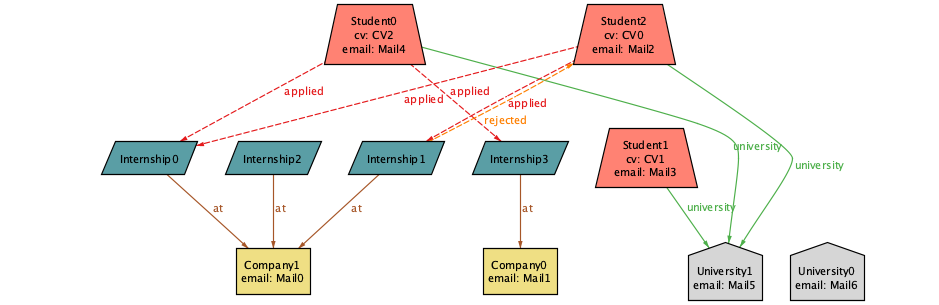 Student0
cv: CV2
email: Mail4
Student2
cv: CV0
email: Mail2
applied
applied
applied
applied
rejected
Internship0
Internship2
Internship1
Internship3
Student1
cv: CV1
email: Mail3
university
university
university
at
at
at
at
Company1
email: Mail0
Company0
email: Mail1
University1
email: Mail5
University0
email: Mail6